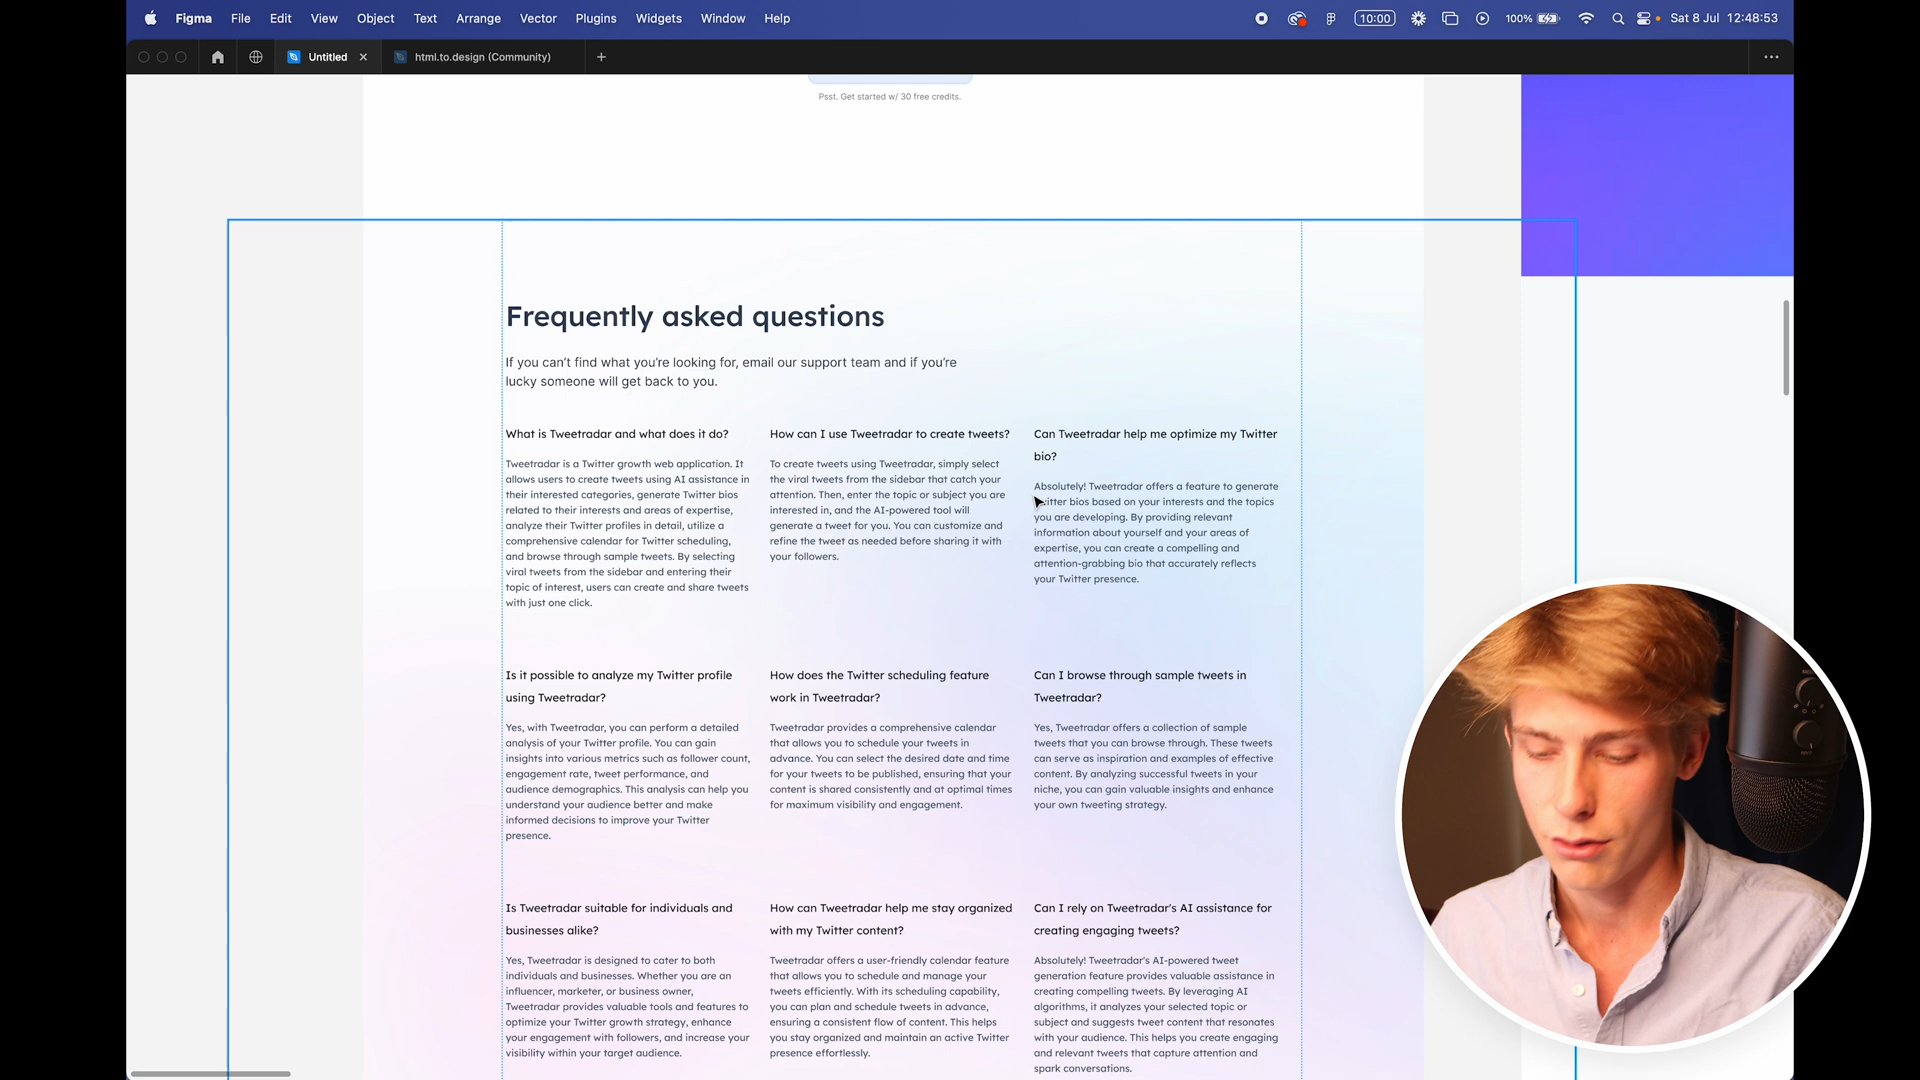 Figma File Edit View Object Text Arrange Vector Plugins Widgets Window Help 10:00 100% Sat 8 Jul 12:48:53
Untitled html.to.design (Community)
Psst. Get started w/ 30 free credits.
Frequently asked questions
If you can't find what you're looking for, email our support team and if you're
lucky someone will get back to you.
What is Tweetradar and what does it do?
Tweetradar is a Twitter growth web application. It
allows users to create tweets using AI assistance in
their interested categories, generate Twitter bios
related to their interests and areas of expertise,
analyze their Twitter profiles in detail, utilize a
comprehensive calendar for Twitter scheduling,
and browse through sample tweets. By selecting
viral tweets from the sidebar and entering their
topic of interest, users can create and share tweets
with just one click.
How can I use Tweetradar to create tweets?
To create tweets using Tweetradar, simply select
the viral tweets from the sidebar that catch your
attention. Then, enter the topic or subject you are
interested in, and the AI-powered tool will
generate a tweet for you. You can customize and
refine the tweet as needed before sharing it with
your followers.
Can Tweetradar help me optimize my Twitter
bio?
Absolutely! Tweetradar offers a feature to generate
Twitter bios based on your interests and the topics
you are developing. By providing relevant
information about yourself and your areas of
expertise, you can create a compelling and
attention-grabbing bio that accurately reflects
your Twitter presence.
Is it possible to analyze my Twitter profile
using Tweetradar?
Yes, with Tweetradar, you can perform a detailed
analysis of your Twitter profile. You can gain
insights into various metrics such as follower count,
engagement rate, tweet performance, and
audience demographics. This analysis can help you
understand your audience better and make
informed decisions to improve your Twitter
presence.
How does the Twitter scheduling feature
work in Tweetradar?
Tweetradar provides a comprehensive calendar
that allows you to schedule your tweets in
advance. You can select the desired date and time
for your tweets to be published, ensuring that your
content is shared consistently and at optimal times
for maximum visibility and engagement.
Can I browse through sample tweets in
Tweetradar?
Yes, Tweetradar offers a collection of sample
tweets that you can browse through. These tweets
can serve as inspiration and examples of effective
content. By analyzing successful tweets in your
niche, you can gain valuable insights and enhance
your own tweeting strategy.
Is Tweetradar suitable for individuals and
businesses alike?
Yes, Tweetradar is designed to cater to both
individuals and businesses. Whether you are an
influencer, marketer, or business owner,
Tweetradar provides valuable tools and features to
optimize your Twitter growth strategy, enhance
your engagement with followers, and increase your
visibility within your target audience.
How can Tweetradar help me stay organized
with my Twitter content?
Tweetradar offers a user-friendly calendar feature
that allows you to schedule and manage your
tweets efficiently. With its scheduling capability,
you can plan and schedule tweets in advance,
ensuring a consistent flow of content. This helps
you stay organized and maintain an active Twitter
presence effortlessly.
Can I rely on Tweetradar's AI assistance for
creating engaging tweets?
Absolutely! Tweetradar's AI-powered tweet
generation feature provides valuable assistance in
creating compelling tweets. By leveraging AI
algorithms, it analyzes your selected topic or
subject and suggests tweet content that resonates
with your audience. This helps you create engaging
and relevant tweets that capture attention and
spark conversations.